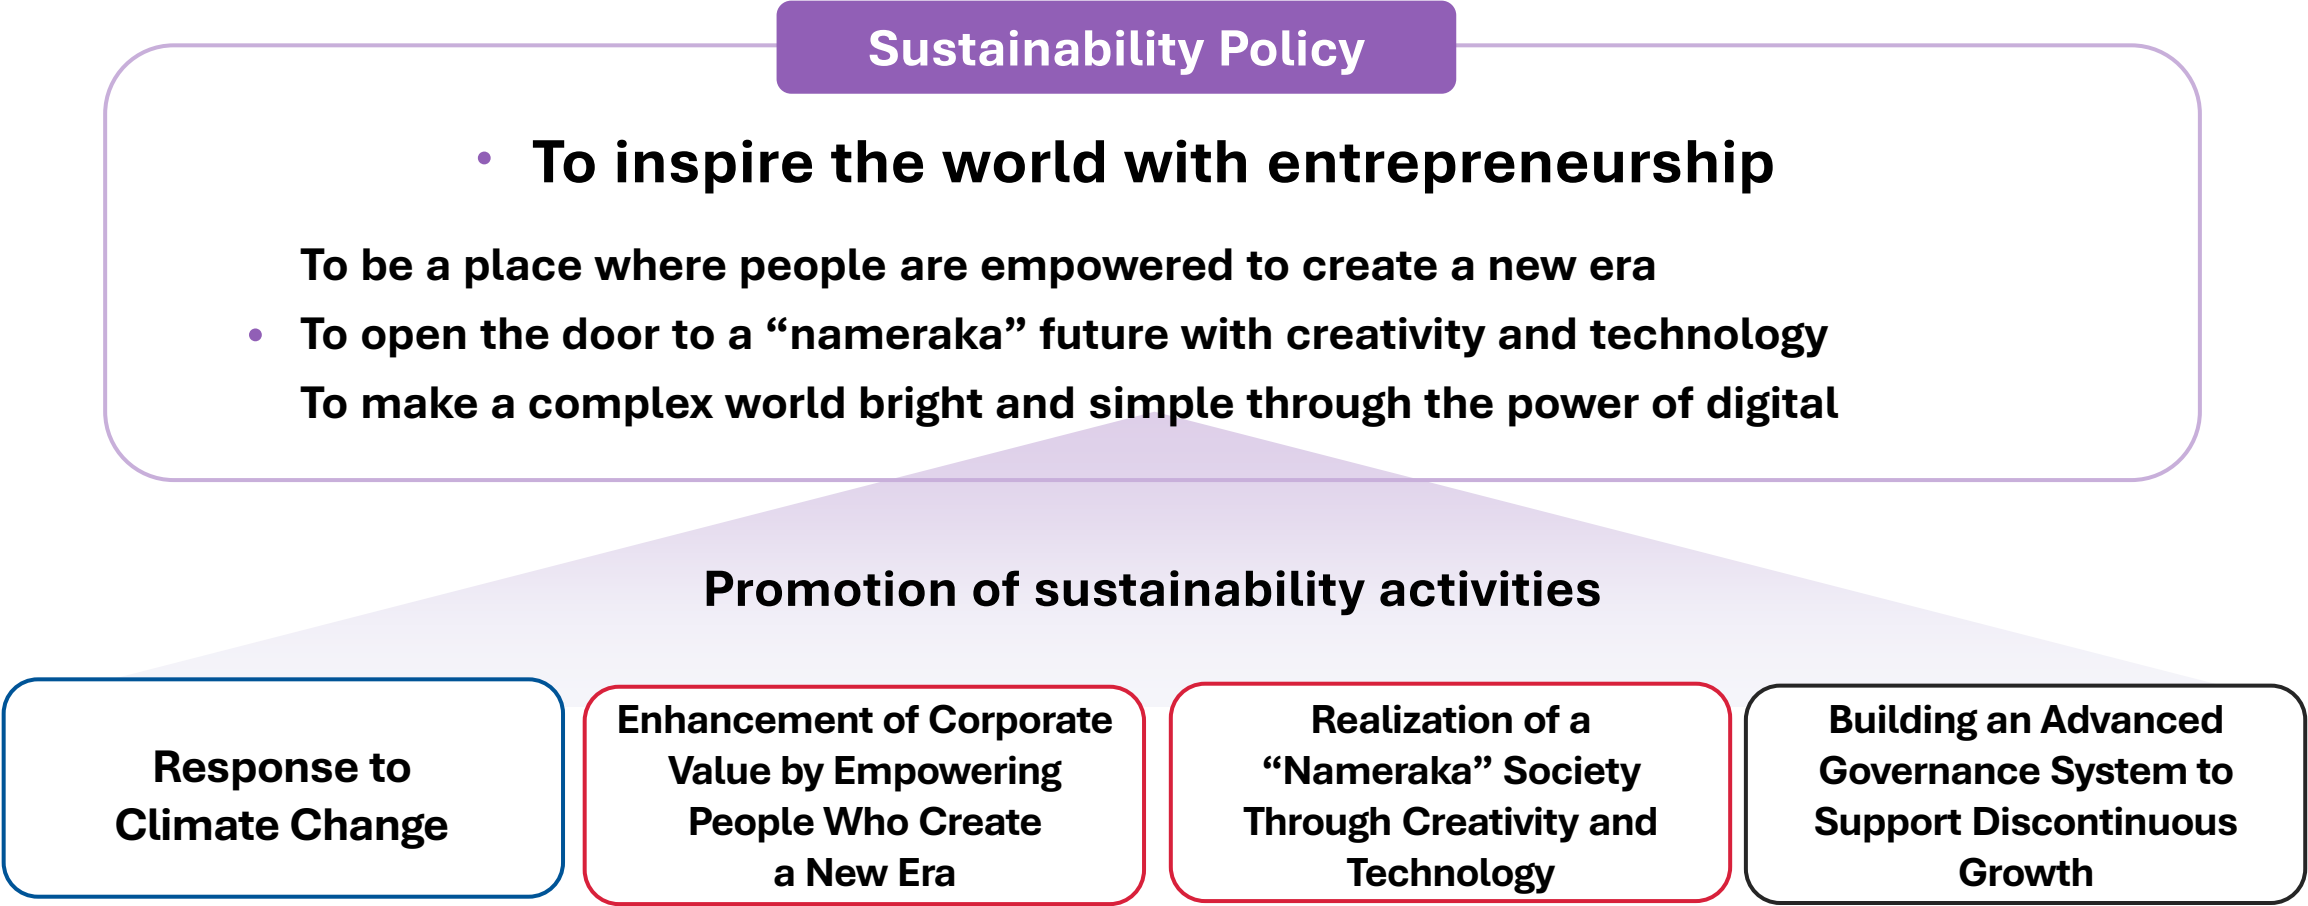 Sustainability Policy
• To inspire the world with entrepreneurship
To be a place where people are empowered to create a new era
• To open the door to a “nameraka” future with creativity and technology
To make a complex world bright and simple through the power of digital
Promotion of sustainability activities
Response to
Climate Change
Enhancement of Corporate
Value by Empowering
People Who Create
a New Era
Realization of a
“Nameraka” Society
Through Creativity and
Technology
Building an Advanced
Governance System to
Support Discontinuous
Growth